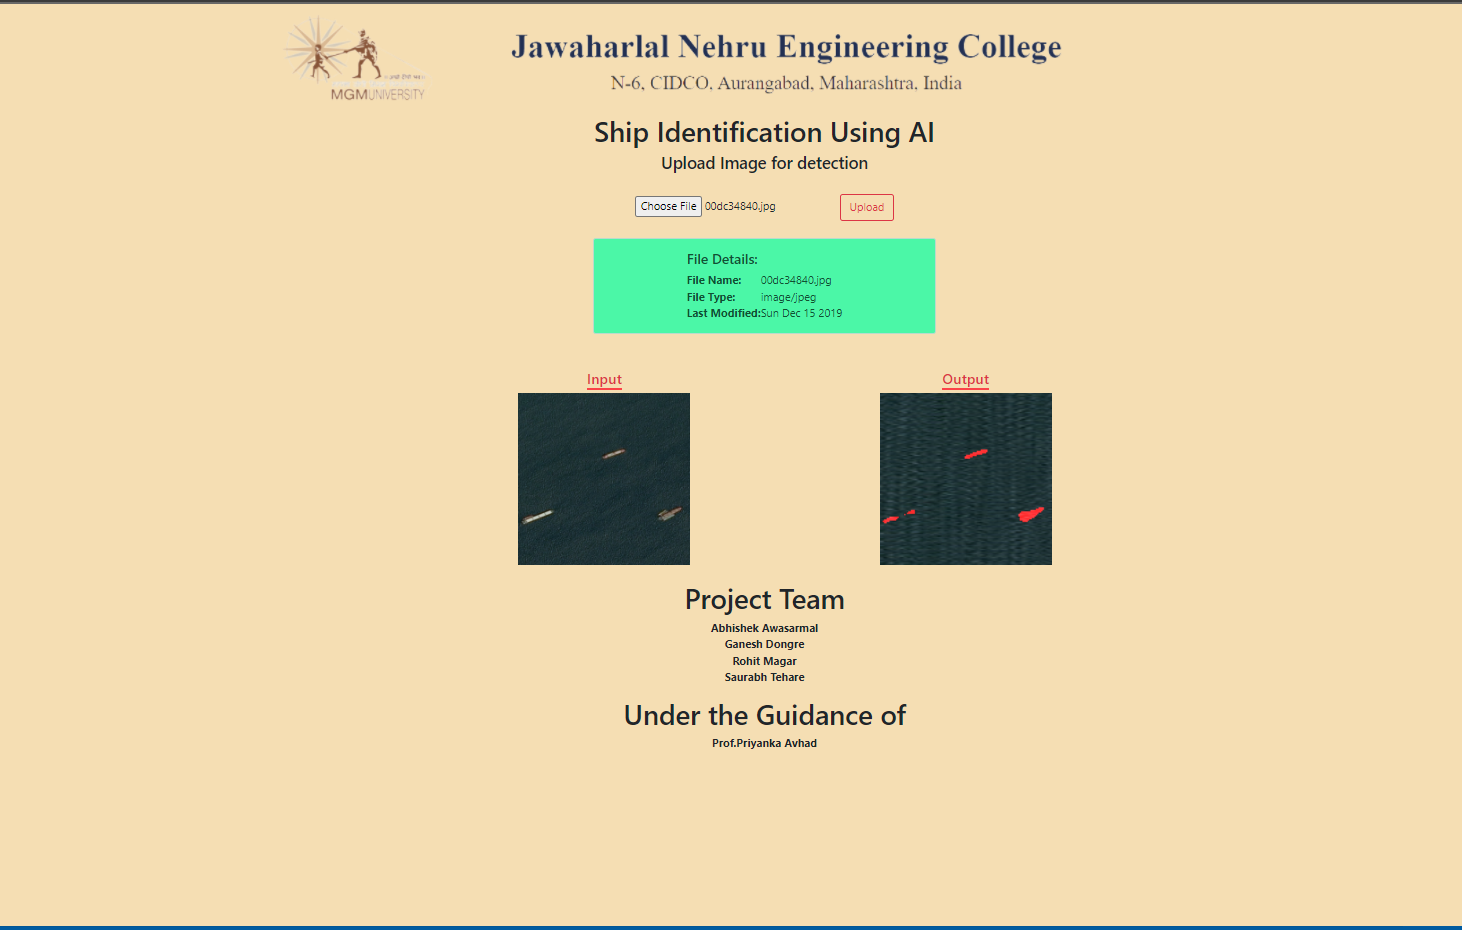 MGMUNIVERSITY
Jawaharlal Nehru Engineering College
N-6, CIDCO, Aurangabad, Maharashtra, India
Ship Identification Using AI
Upload Image for detection
Choose File 00dc34840.jpg Upload
File Details:
File Name: 00dc34840.jpg
File Type: image/jpeg
Last Modified:Sun Dec 15 2019
Input Output
Project Team
Abhishek Awasarmal
Ganesh Dongre
Rohit Magar
Saurabh Tehare
Under the Guidance of
Prof.Priyanka Avhad